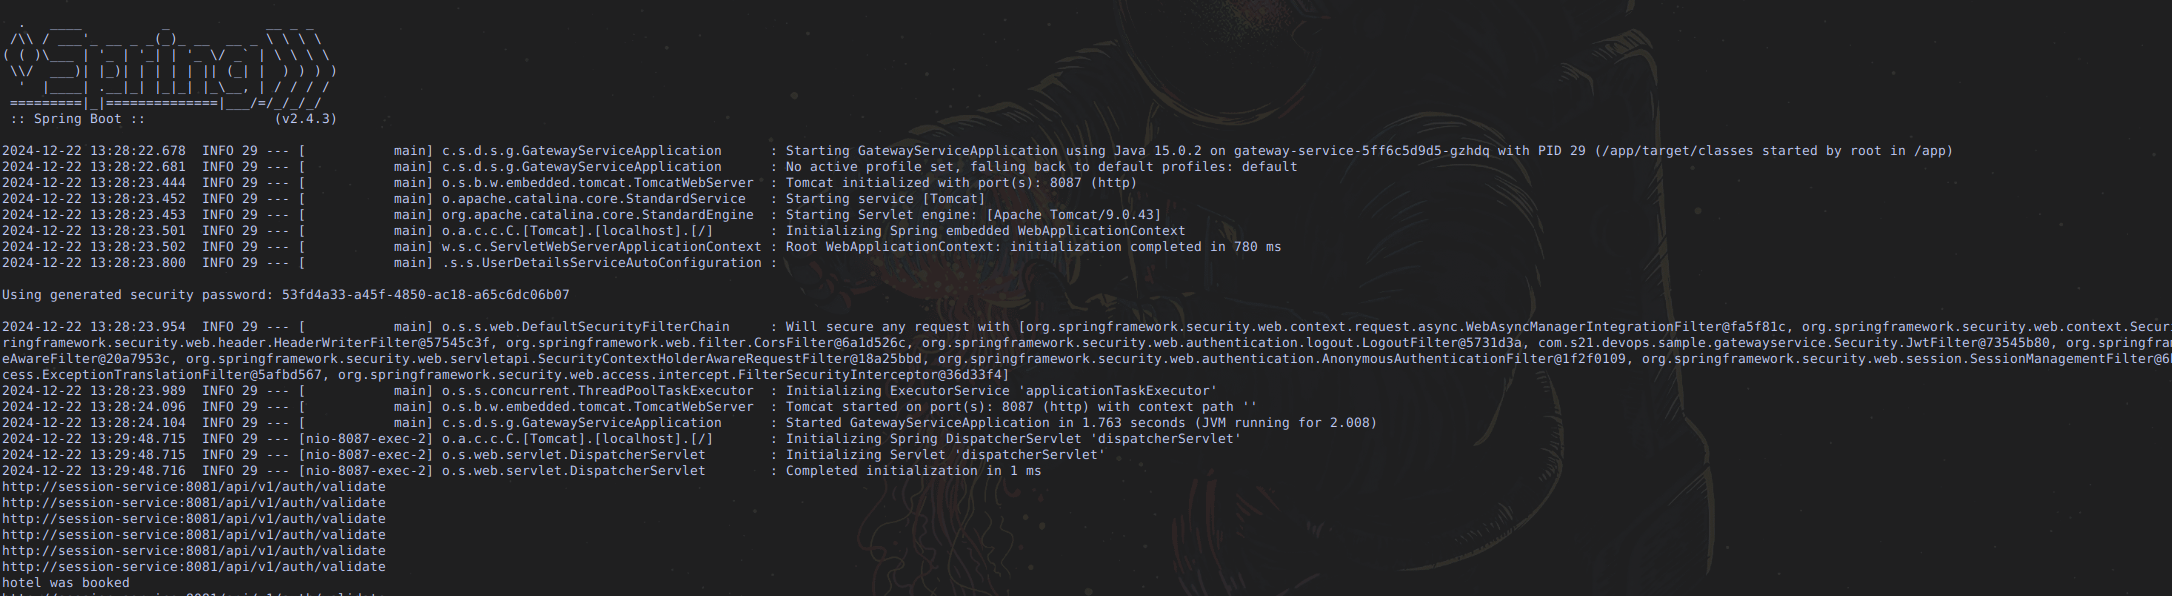 .   ____          _            __ _ _
 /\\ / ___'_ __ _ _(_)_ __  __ _ \ \ \ \
( ( )\___ | '_ | '_| | '_ \/ _` | \ \ \ \
 \\/  ___)| |_)| | | | | || (_| |  ) ) ) )
  '  |____| .__|_| |_|_| |_\__, | / / / /
 =========|_|==============|___/=/_/_/_/
 :: Spring Boot ::                (v2.4.3)
2024-12-22 13:28:22.678  INFO 29 --- [           main] c.s.d.s.g.GatewayServiceApplication      : Starting GatewayServiceApplication using Java 15.0.2 on gateway-service-5ff6c5d9d5-gzhdq with PID 29 (/app/target/classes started by root in /app)
2024-12-22 13:28:22.681  INFO 29 --- [           main] c.s.d.s.g.GatewayServiceApplication      : No active profile set, falling back to default profiles: default
2024-12-22 13:28:23.444  INFO 29 --- [           main] o.s.b.w.embedded.tomcat.TomcatWebServer  : Tomcat initialized with port(s): 8087 (http)
2024-12-22 13:28:23.452  INFO 29 --- [           main] o.apache.catalina.core.StandardService   : Starting service [Tomcat]
2024-12-22 13:28:23.453  INFO 29 --- [           main] org.apache.catalina.core.StandardEngine  : Starting Servlet engine: [Apache Tomcat/9.0.43]
2024-12-22 13:28:23.501  INFO 29 --- [           main] o.a.c.c.C.[Tomcat].[localhost].[/]       : Initializing Spring embedded WebApplicationContext
2024-12-22 13:28:23.502  INFO 29 --- [           main] w.s.c.ServletWebServerApplicationContext : Root WebApplicationContext: initialization completed in 780 ms
2024-12-22 13:28:23.800  INFO 29 --- [           main] .s.s.UserDetailsServiceAutoConfiguration :
Using generated security password: 53fd4a33-a45f-4850-ac18-a65c6dc06b07
2024-12-22 13:28:23.954  INFO 29 --- [           main] o.s.s.web.DefaultSecurityFilterChain     : Will secure any request with [org.springframework.security.web.context.request.async.WebAsyncManagerIntegrationFilter@fa5f81c, org.springframework.security.web.context.Securi
ringframework.security.web.header.HeaderWriterFilter@57545c3f, org.springframework.web.filter.CorsFilter@6a1d526c, org.springframework.security.web.authentication.logout.LogoutFilter@5731d3a, com.s21.devops.sample.gatewayservice.Security.JwtFilter@73545b80, org
eAwareFilter@20a7953c, org.springframework.security.web.servletapi.SecurityContextHolderAwareRequestFilter@18a25bbd, org.springframework.security.web.authentication.AnonymousAuthenticationFilter@1f2f0109, org.springframework.security.web.session.SessionManagementFilter@6
cess.ExceptionTranslationFilter@5afbd567, org.springframework.security.web.access.intercept.FilterSecurityInterceptor@36d33f4]
2024-12-22 13:28:23.989  INFO 29 --- [           main] o.s.s.concurrent.ThreadPoolTaskExecutor  : Initializing ExecutorService 'applicationTaskExecutor'
2024-12-22 13:28:24.096  INFO 29 --- [           main] o.s.b.w.embedded.tomcat.TomcatWebServer  : Tomcat started on port(s): 8087 (http) with context path ''
2024-12-22 13:28:24.104  INFO 29 --- [           main] c.s.d.s.g.GatewayServiceApplication      : Started GatewayServiceApplication in 1.763 seconds (JVM running for 2.008)
2024-12-22 13:29:48.715  INFO 29 --- [nio-8087-exec-2] o.a.c.c.C.[Tomcat].[localhost].[/]       : Initializing Spring DispatcherServlet 'dispatcherServlet'
2024-12-22 13:29:48.715  INFO 29 --- [nio-8087-exec-2] o.s.web.servlet.DispatcherServlet        : Initializing Servlet 'dispatcherServlet'
2024-12-22 13:29:48.716  INFO 29 --- [nio-8087-exec-2] o.s.web.servlet.DispatcherServlet        : Completed initialization in 1 ms
http://session-service:8081/api/v1/auth/validate
http://session-service:8081/api/v1/auth/validate
http://session-service:8081/api/v1/auth/validate
http://session-service:8081/api/v1/auth/validate
http://session-service:8081/api/v1/auth/validate
http://session-service:8081/api/v1/auth/validate
hotel was booked